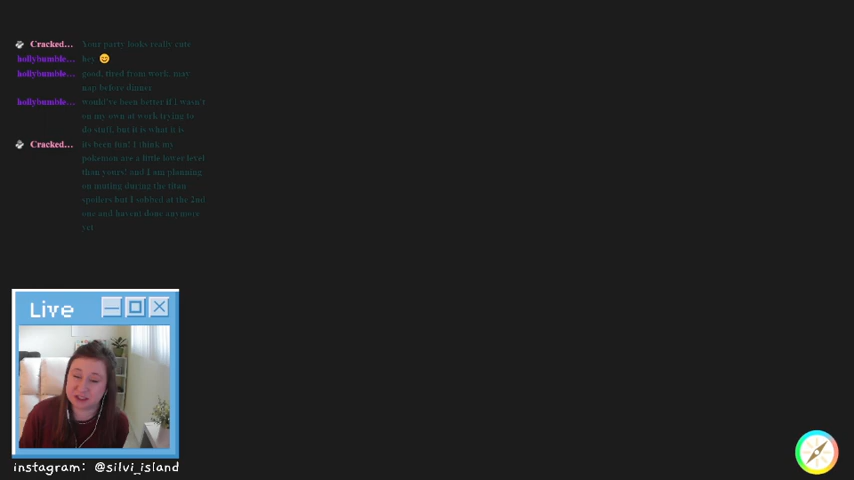 Cracked... Your party looks really cute
hollybumble... hey 😊
hollybumble... good, tired from work, may
nap before dinner
hollybumble... would've been better if I wasn't
on my own at work trying to
do stuff, but it is what it is
Cracked... its been fun! I think my
pokemon are a little lower level
than yours! and I am planning
on muting during the titan
spoilers but I sobbed at the 2nd
one and havent done anymore
yet
Live
instagram: @silvi_island